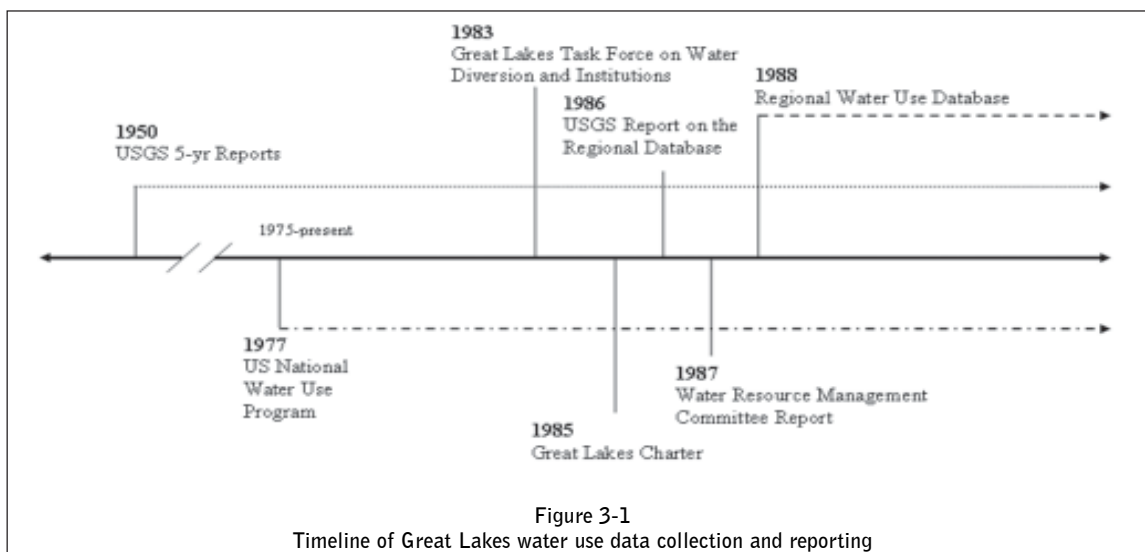 1983
Great Lakes Task Force on Water
Diversion and Institutions
1988
Regional Water Use Database
1986
USGS Report on the
Regional Database
1950
USGS 5-yr Reports
1975-present
1977
US National
Water Use
Program
1987
Water Resource Management
Committee Report
1985
Great Lakes Charter
Figure 3-1
Timeline of Great Lakes water use data collection and reporting